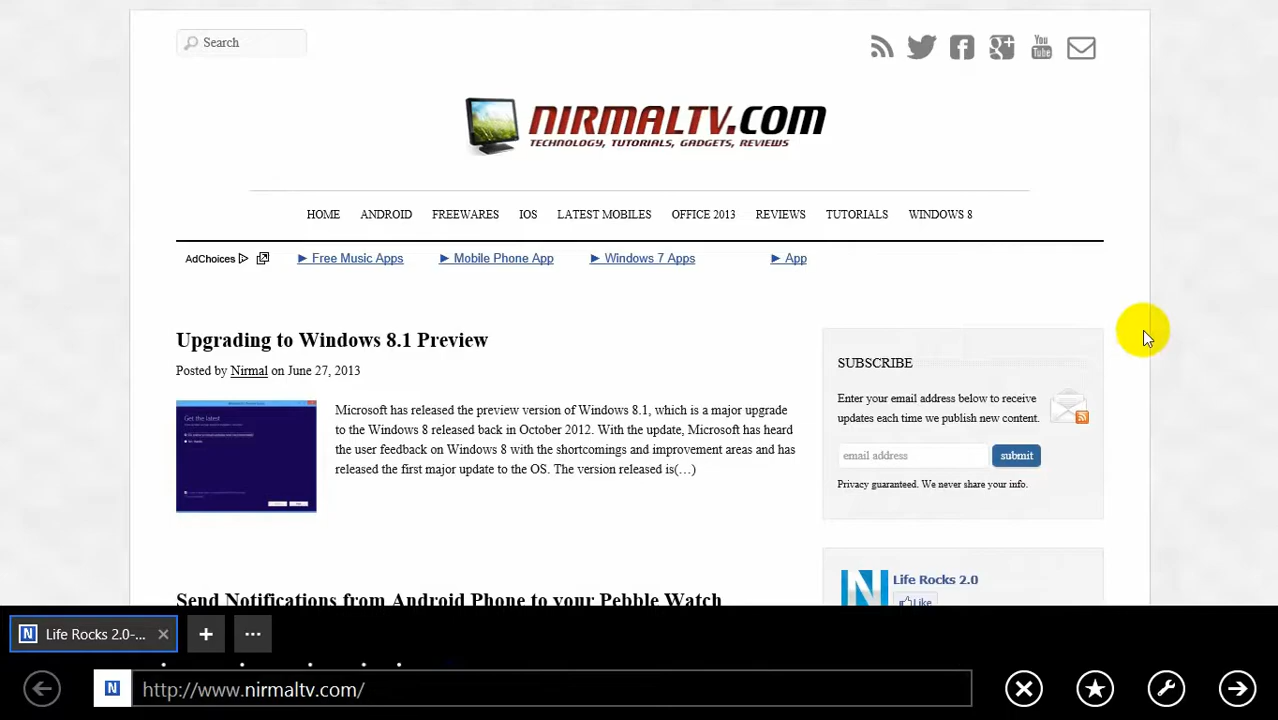 Search
You Tube
NIRMALTV.COM
TECHNOLOGY, TUTORIALS, GADGETS, REVIEWS
HOME ANDROID FREEWARES IOS LATEST MOBILES OFFICE 2013 REVIEWS TUTORIALS WINDOWS 8
AdChoices ► Free Music Apps ► Mobile Phone App ► Windows 7 Apps ► App
Upgrading to Windows 8.1 Preview
Posted by Nirmal on June 27, 2013
Get the latest
Microsoft has released the preview version of Windows 8.1, which is a major upgrade
to the Windows 8 released back in October 2012. With the update, Microsoft has heard
the user feedback on Windows 8 with the shortcomings and improvement areas and has
released the first major update to the OS. The version released is(…)
SUBSCRIBE
Enter your email address below to receive
updates each time we publish new content.
email address submit
Privacy guaranteed. We never share your info.
Life Rocks 2.0
Like
Send Notifications from Android Phone to your Pebble Watch
Life Rocks 2.0-...
http://www.nirmaltv.com/